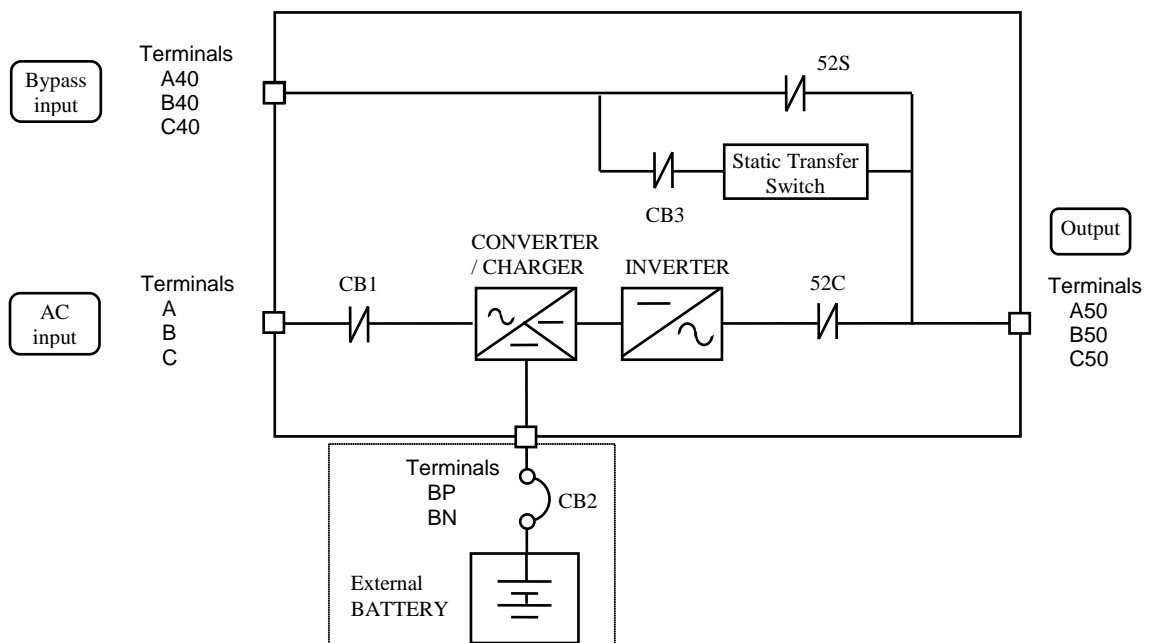 Bypass
input
Terminals
A40
B40
C40
52S
Static Transfer
Switch
CB3
Output
Terminals
A50
B50
C50
AC
input
Terminals
A
B
C
CB1
CONVERTER
/ CHARGER
INVERTER
52C
Terminals
BP
BN
CB2
External
BATTERY